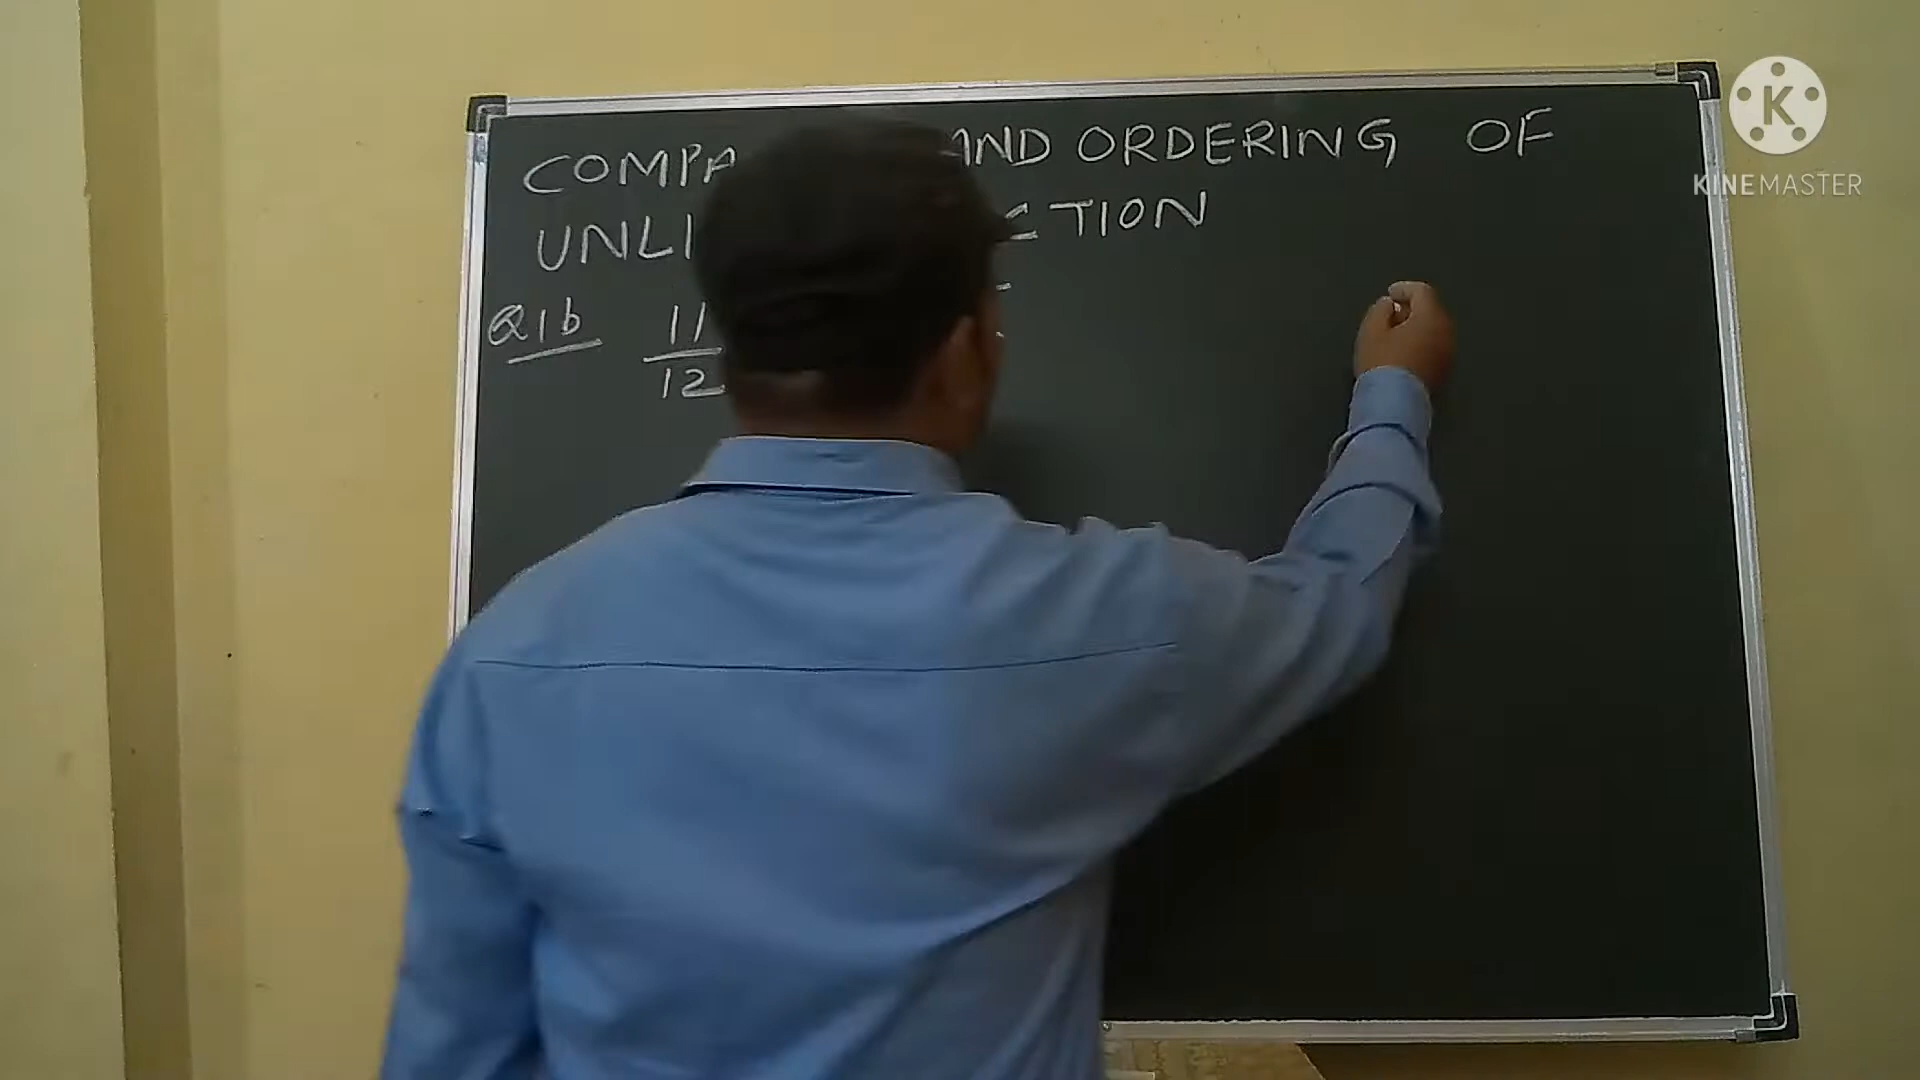 COMPA AND ORDERING OF
UNLI CTION
Q1b 11
12
K
KINEMASTER